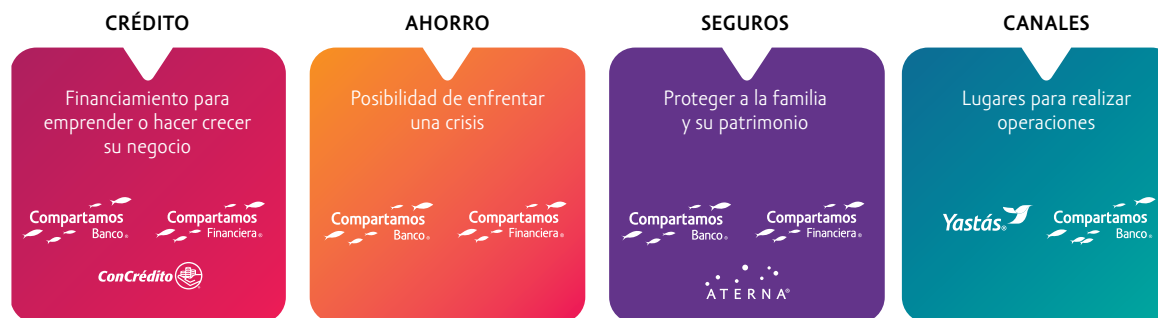 CRÉDITO
Financiamiento para
emprender o hacer crecer
su negocio
Compartamos
Banco®
Compartamos
Financiera®
ConCrédito
AHORRO
Posibilidad de enfrentar
una crisis
Compartamos
Banco®
Compartamos
Financiera®
SEGUROS
Proteger a la familia
y su patrimonio
Compartamos
Banco®
Compartamos
Financiera®
ATERNA®
CANALES
Lugares para realizar
operaciones
Yastás®
Compartamos
Banco®